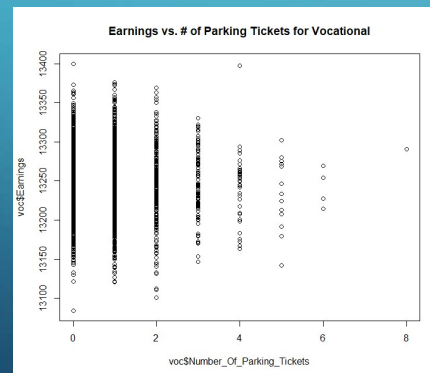 Earnings vs. # of Parking Tickets for Vocational
voc$Earnings
13400
13350
13300
13250
13200
13150
13100
0 2 4 6 8
voc$Number_Of_Parking_Tickets